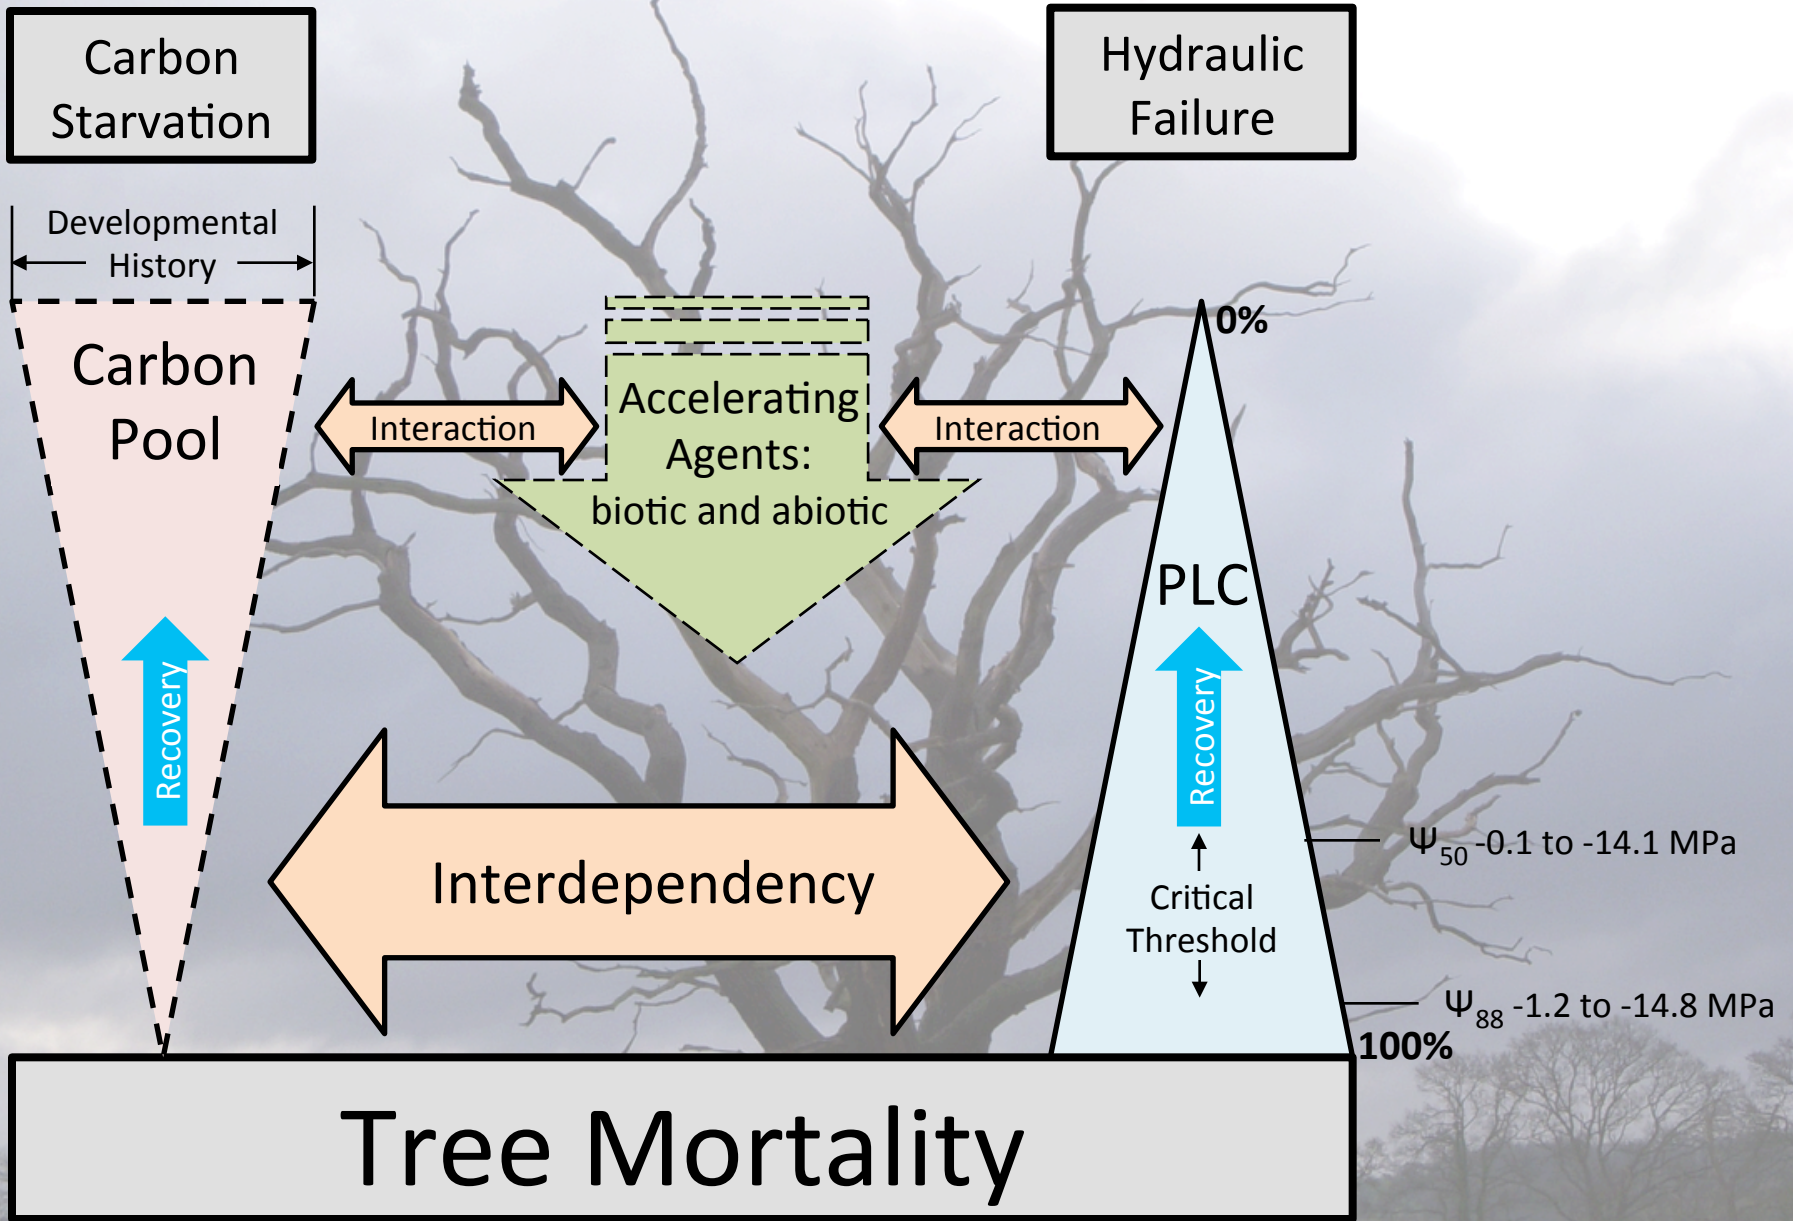 Carbon
Starvation
Hydraulic
Failure
Developmental
History
Carbon
Pool
Interaction
Accelerating
Agents:
biotic and abiotic
Interaction
0%
PLC
Recovery
Recovery
Critical
Threshold
Interdependency
Ψ50 -0.1 to -14.1 MPa
Ψ88 -1.2 to -14.8 MPa
100%
Tree Mortality